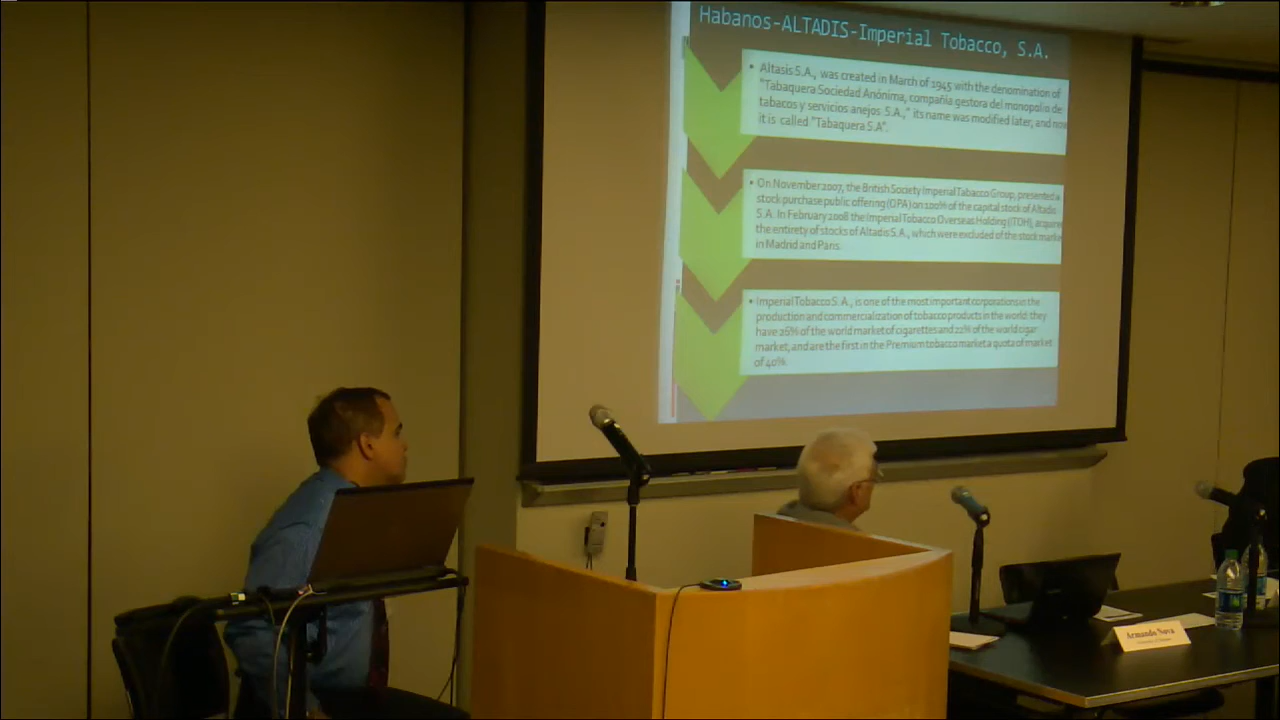 Habanos-ALTADIS-Imperial Tobacco, S.A.
• Altasis S.A., was created in March of 1945 with the denomination of
"Tabaquera Sociedad Anónima, compañía gestora del monopolio de
tabacos y servicios anejos S.A.," its name was modified later, and now
it is called "Tabaquera S.A".
• On November 2007, the British Society Imperial Tobacco Group, presented a
stock purchase public offering (OPA) on 100% of the capital stock of Altadis
S.A. In February 2008 the Imperial Tobacco Overseas Holding (ITOH), acquire
the entirety of stocks of Altadis S.A., which were excluded of the stock marke
in Madrid and Paris.
• Imperial Tobacco S. A., is one of the most important corporations in the
production and commercialization of tobacco products in the world: they
have 26% of the world market of cigarettes and 22% of the world cigar
market, and are the first in the Premium tobacco market a quota of market
of 40%.
Armando Nova